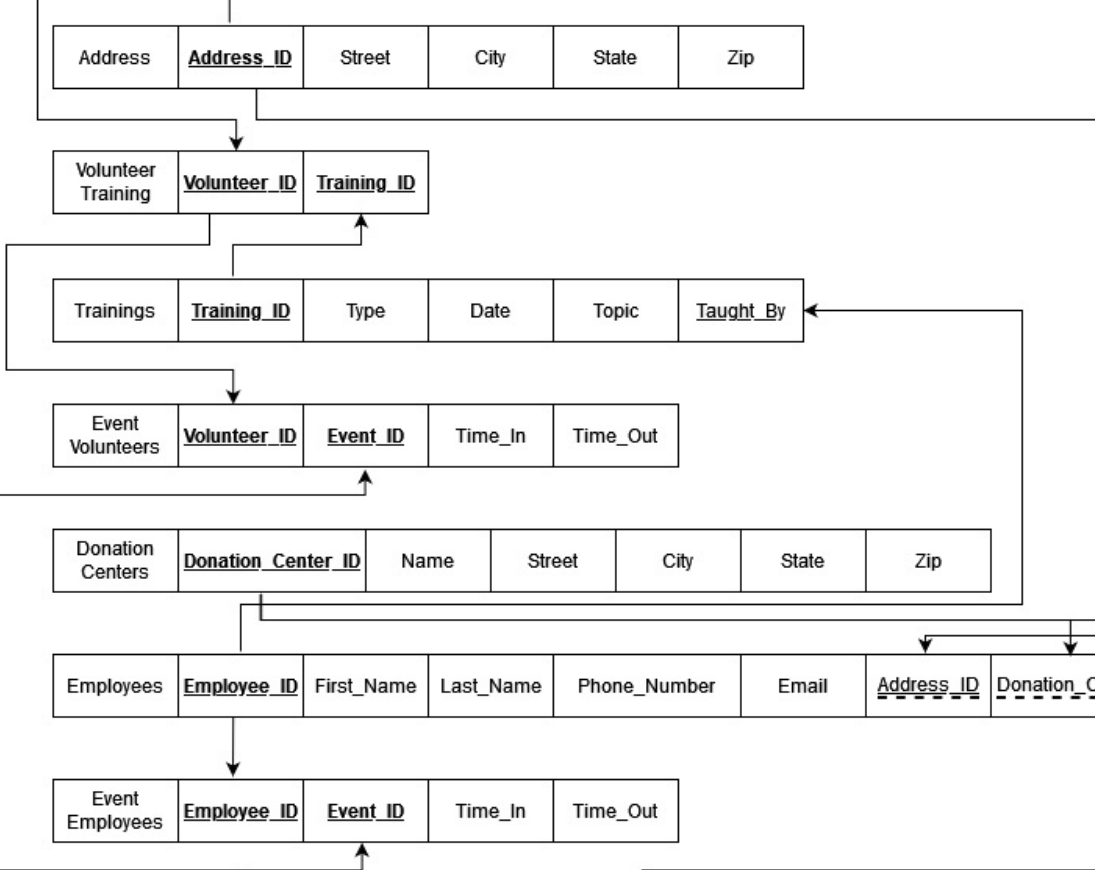 Address Address_ID Street City State Zip
Volunteer
Training
Volunteer_ID Training_ID
Trainings Training_ID Type Date Topic Taught_By
Event
Volunteers
Volunteer_ID Event_ID Time_In Time_Out
Donation
Centers
Donation_Center_ID Name Street City State Zip
Employees Employee_ID First_Name Last_Name Phone_Number Email Address_ID Donation_C
Event
Employees
Employee_ID Event_ID Time_In Time_Out